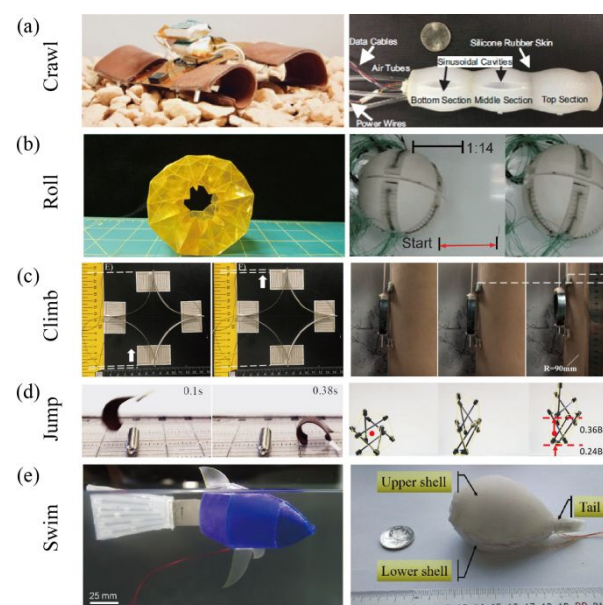 (a)
Crawl
Data Cables
Air Tubes
Power Wires
Silicone Rubber Skin
Sinusoidal Cavities
Bottom Section
Middle Section
Top Section
(b)
Roll
1:14
Start
(c)
Climb
R=90mm
(d)
Jump
0.1s
0.38s
0.36B
0.24B
(e)
Swim
25 mm
Upper shell
Tail
Lower shell